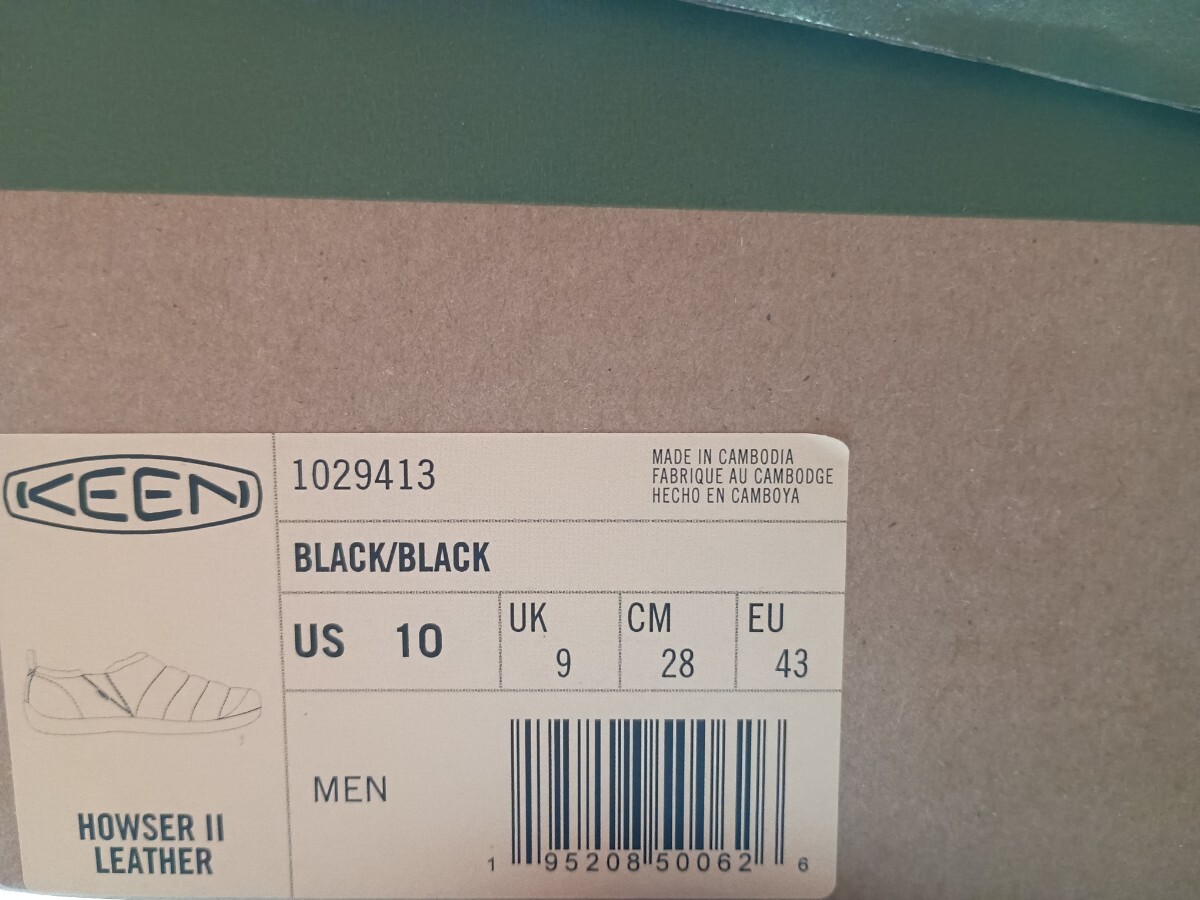 KEEN
1029413
MADE IN CAMBODIA
FABRIQUE AU CAMBODGE
HECHO EN CAMBOYA
BLACK/BLACK
US 10
UK 9
CM 28
EU 43
MEN
HOWSER II
LEATHER
1 95208 50062 6